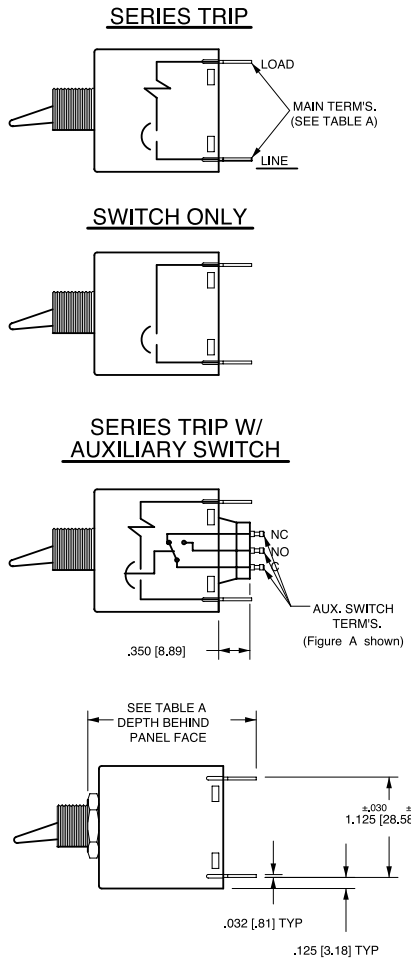 SERIES TRIP
LOAD
MAIN TERM'S.
(SEE TABLE A)
LINE
SWITCH ONLY
SERIES TRIP W/
AUXILIARY SWITCH
NC
NO
C
AUX. SWITCH
TERM'S.
(Figure A shown)
.350 [8.89]
SEE TABLE A
DEPTH BEHIND
PANEL FACE
±.030 ±
1.125 [28.58
.032 [.81] TYP
.125 [3.18] TYP